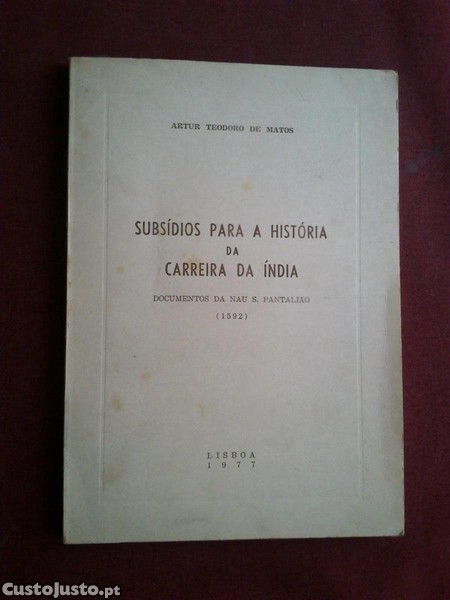 ARTUR TEODORO DE MATOS
SUBSÍDIOS PARA A HISTÓRIA
DA
CARREIRA DA ÍNDIA
DOCUMENTOS DA NAU S. PANTALIÃO
(1592)
LISBOA
1977
CustoJusto.pt